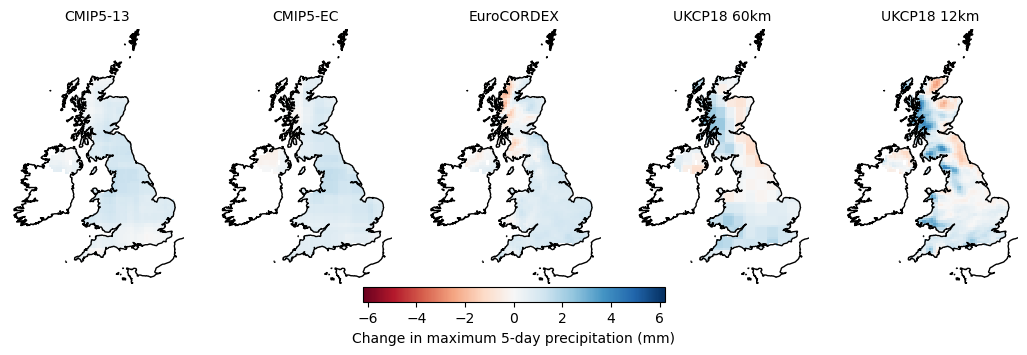 CMIP5-13 CMIP5-EC EuroCORDEX UKCP18 60km UKCP18 12km
−6 −4 −2 0 2 4 6
Change in maximum 5-day precipitation (mm)